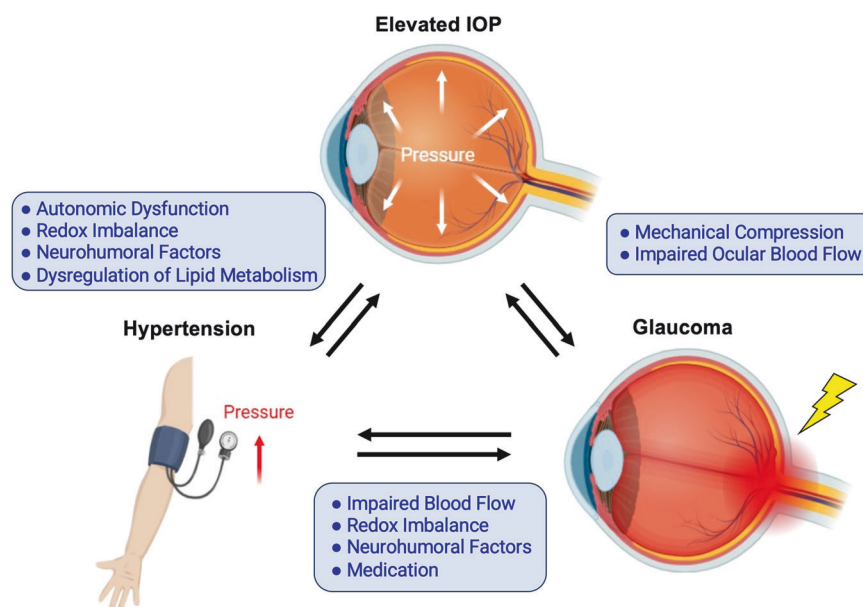 Elevated IOP
Pressure
● Autonomic Dysfunction
● Redox Imbalance
● Neurohumoral Factors
● Dysregulation of Lipid Metabolism
● Mechanical Compression
● Impaired Ocular Blood Flow
Hypertension
Glaucoma
Pressure
● Impaired Blood Flow
● Redox Imbalance
● Neurohumoral Factors
● Medication